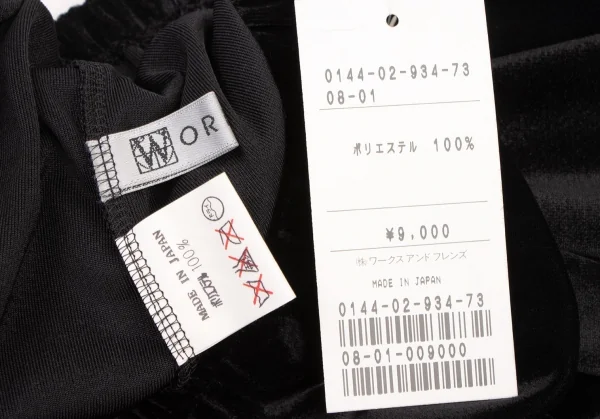 WOR
MADE IN JAPAN
ポリエステル 100%
0144-02-934-73
08-01
ポリエステル 100%
¥9,000
㈱ワークス アンド フレンズ
MADE IN JAPAN
0144-02-934-73
08-01-009000